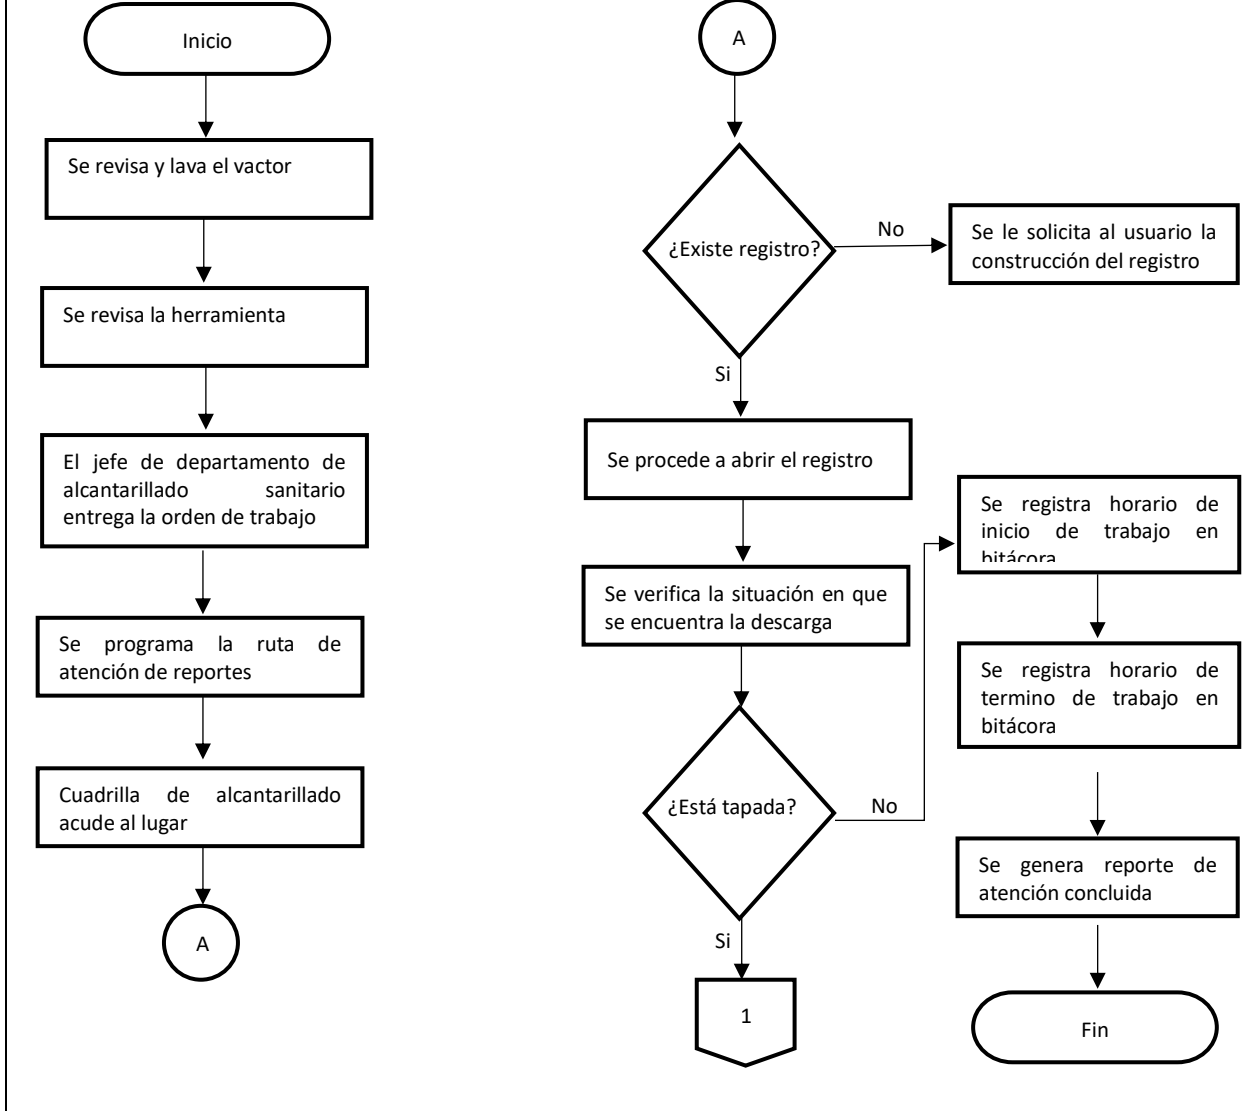 Inicio
Se revisa y lava el vactor
Se revisa la herramienta
El jefe de departamento de
alcantarillado sanitario
entrega la orden de trabajo
Se programa la ruta de
atención de reportes
Cuadrilla de alcantarillado
acude al lugar
A
A
¿Existe registro?
No
Se le solicita al usuario la
construcción del registro
Si
Se procede a abrir el registro
Se verifica la situación en que
se encuentra la descarga
¿Está tapada?
No
Si
1
Se registra horario de
inicio de trabajo en
bitácora
Se registra horario de
termino de trabajo en
bitácora
Se genera reporte de
atención concluida
Fin